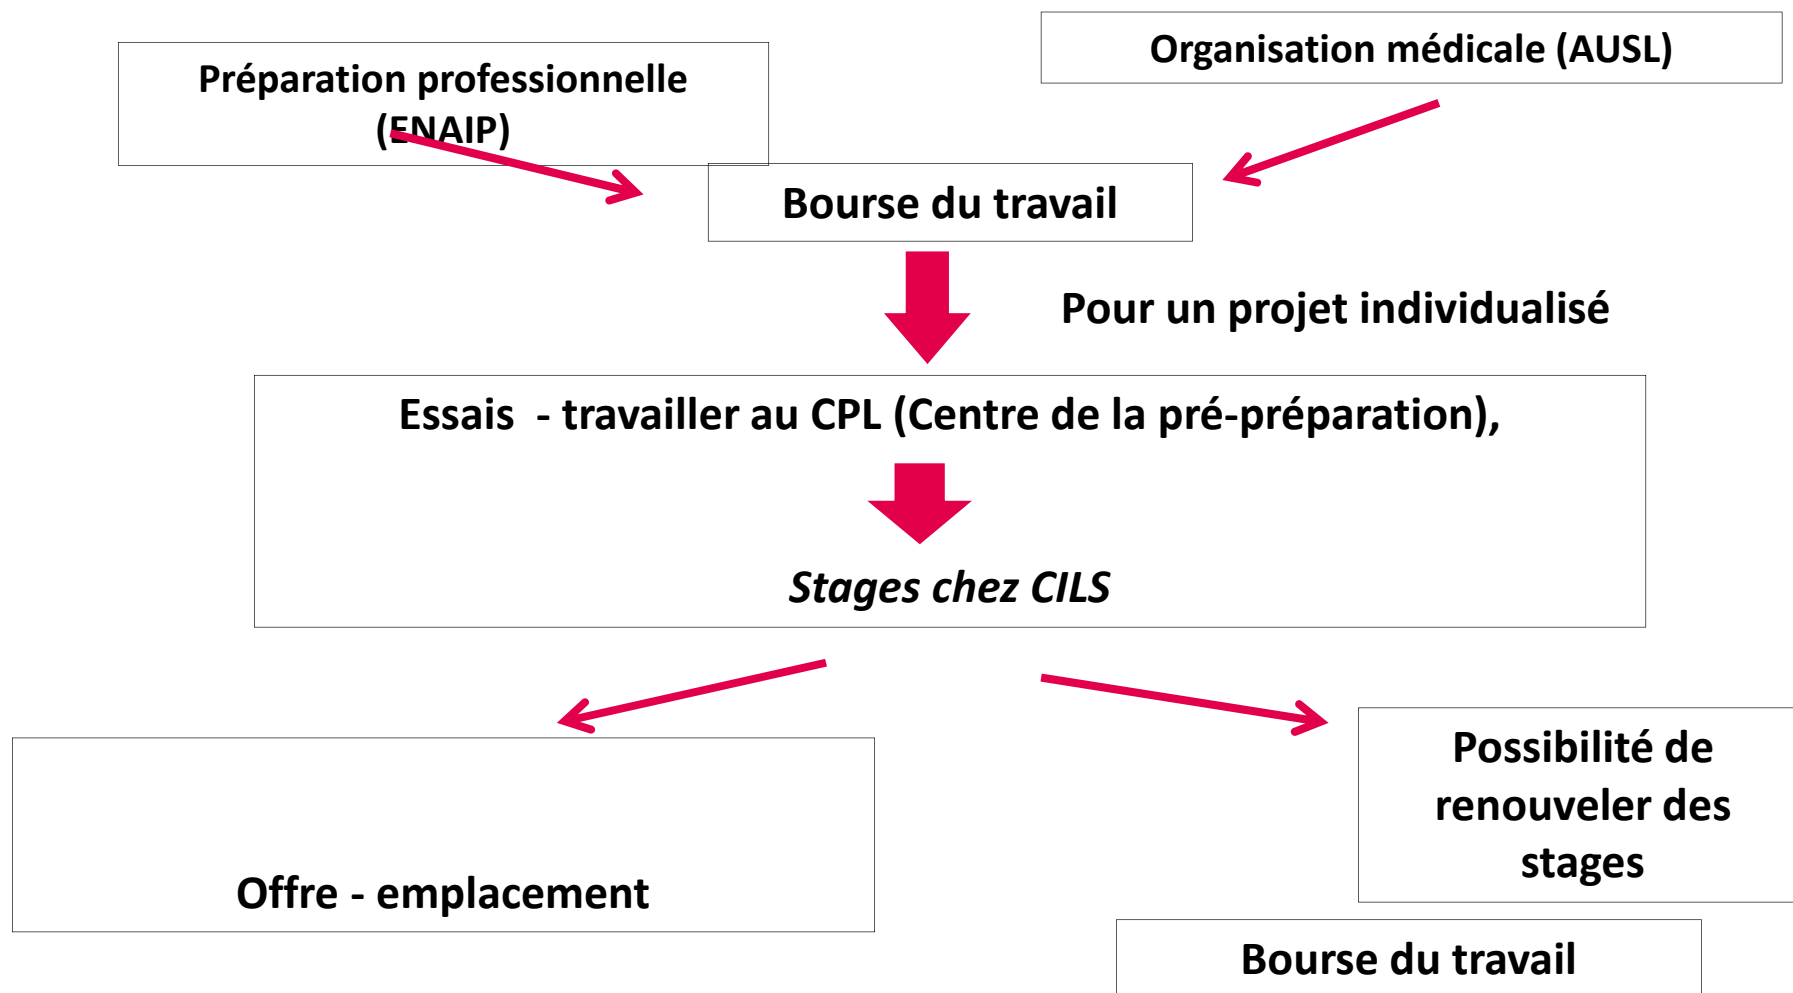 Organisation médicale (AUSL)
Préparation professionnelle
(ENAIP)
Bourse du travail
Pour un projet individualisé
Essais  - travailler au CPL (Centre de la pré-préparation),
Stages chez CILS
Possibilité de
renouveler des
stages
Offre - emplacement
Bourse du travail